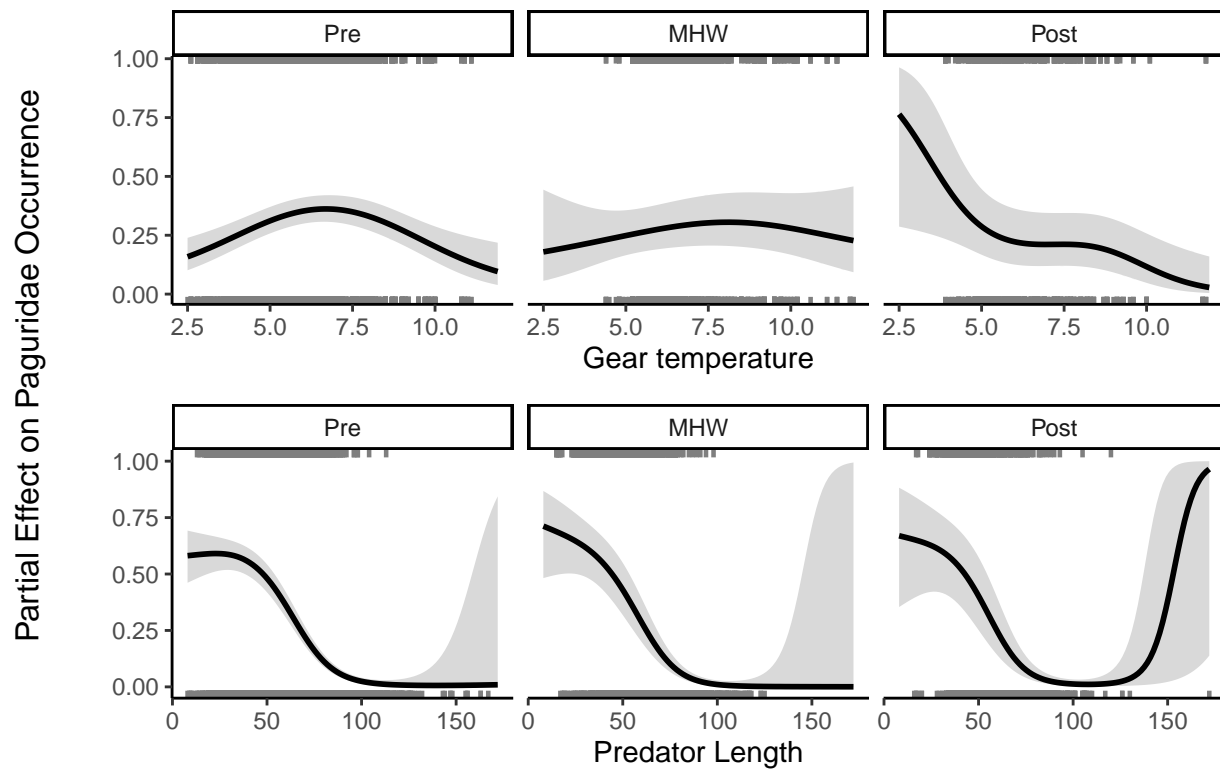 Partial Effect on Paguridae Occurrence
Pre MHW Post
1.00
0.75
0.50
0.25
0.00
2.5 5.0 7.5 10.0 2.5 5.0 7.5 10.0 2.5 5.0 7.5 10.0
Gear temperature
Pre MHW Post
1.00
0.75
0.50
0.25
0.00
0 50 100 150 0 50 100 150 0 50 100 150
Predator Length